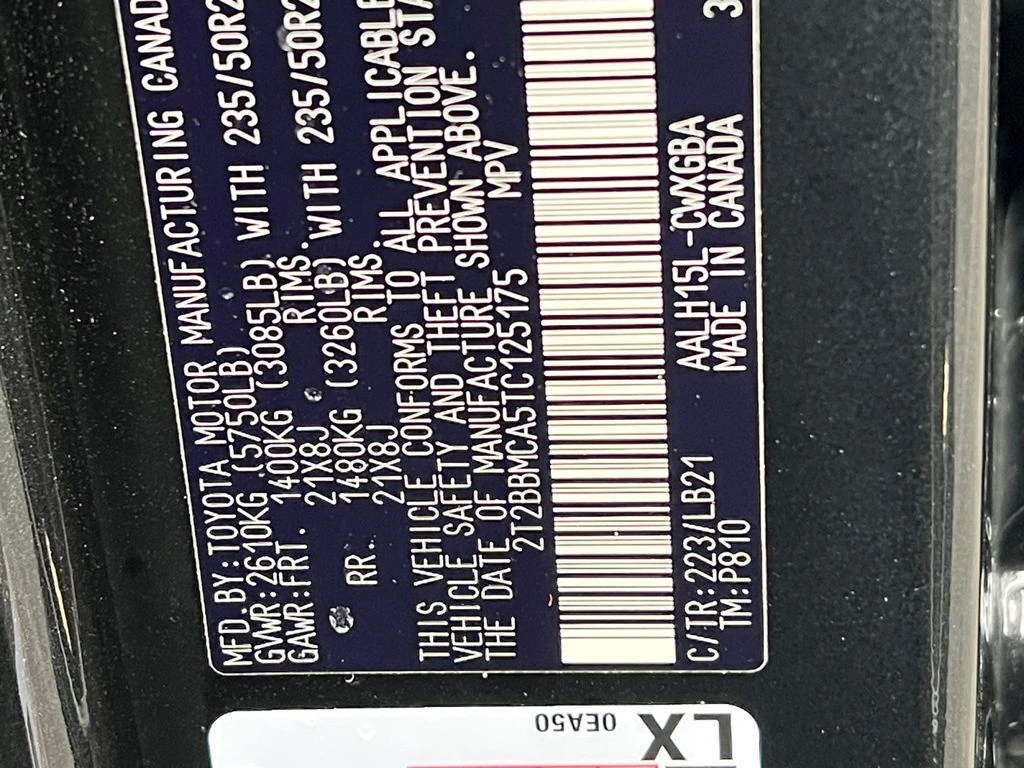 MFD.BY:TOYOTA MOTOR MANUFACTURING CANAD
GVWR:2610KG (5750LB)
GAWR:FRT. 1400KG (3085LB) WITH 235/50R2
21X8J RIMS.
RR. 1480KG (3260LB) WITH 235/50R2
21X8J RIMS.
THIS VEHICLE CONFORMS TO ALL APPLICABLE
VEHICLE SAFETY AND THEFT PREVENTION STA
THE DATE OF MANUFACTURE SHOWN ABOVE.
2T2BBMCA5TC125175 MPV
C/TR:223/LB21 AALH15L-CWXGBA
TM:P810 MADE IN CANADA 3
0EA50
LX